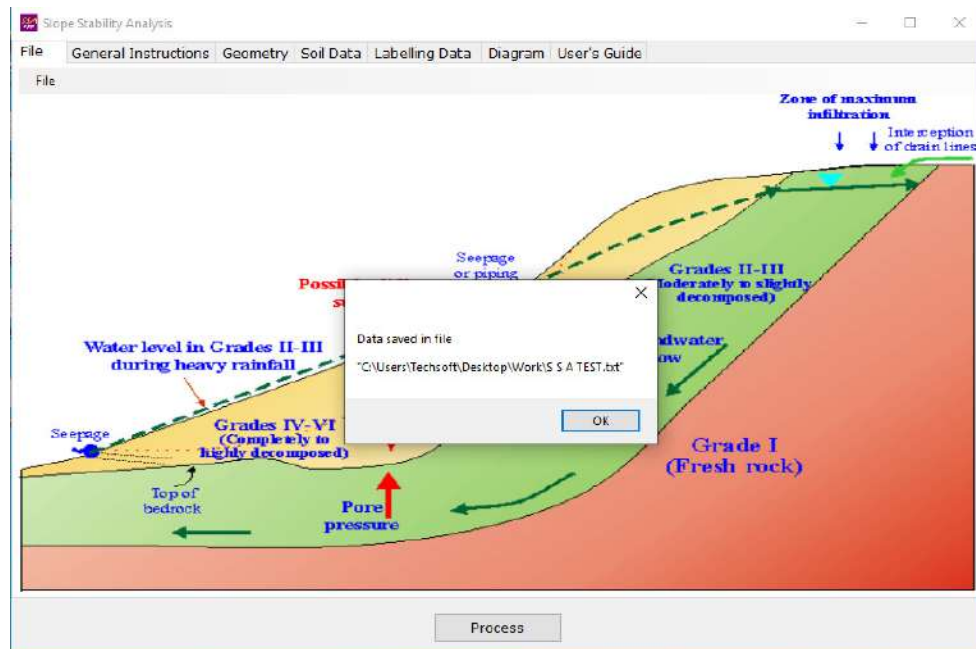 Slope Stability Analysis
File General Instructions Geometry Soil Data Labelling Data Diagram User's Guide
File
Zone of maximum
infiltration
Interception
of drain lines
Seepage
or piping
Grades II-III
decomposed)
Water level in Grades II-III
during heavy rainfall
Data saved in file
"C:\Users\Techsoft\Desktop\Work\S S A TEST.txt"
OK
Seepage
Grades IV-VI
(Completely to
highly decomposed)
Grade I
(Fresh rock)
Top of
bedrock
Pore
pressure
Process